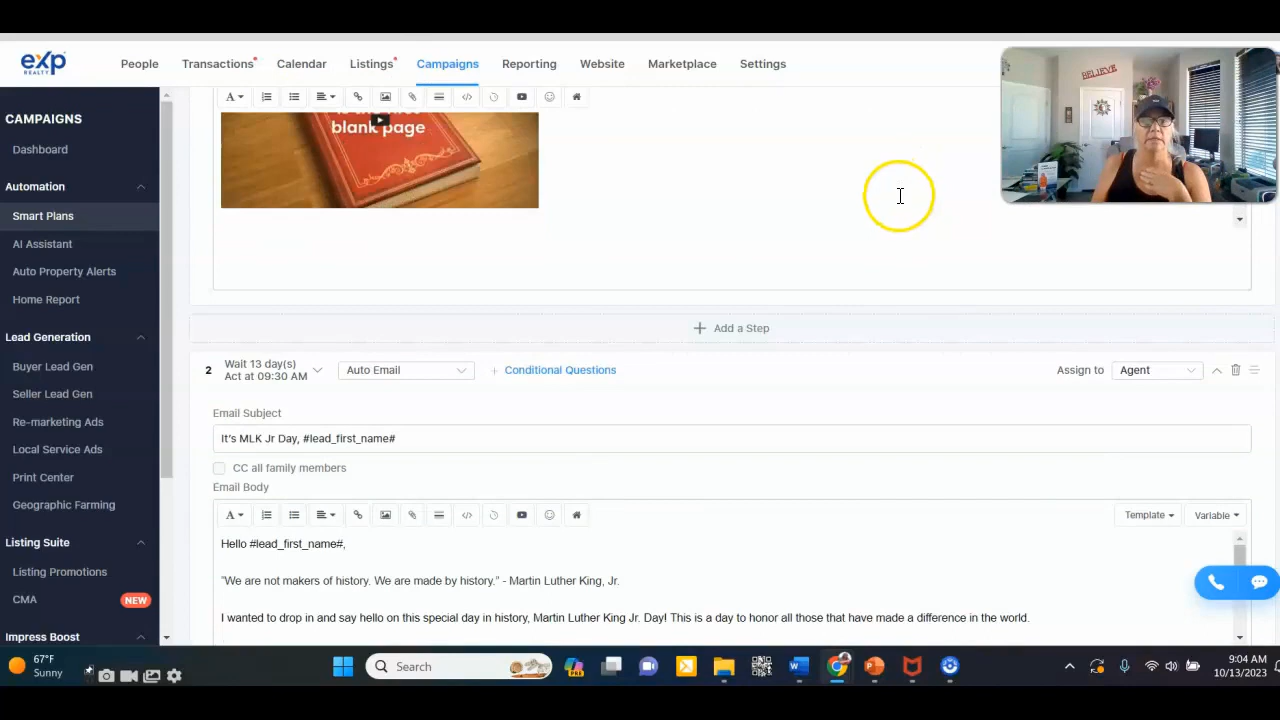 exp
REALTY
People
Transactions
Calendar
Listings
Campaigns
Reporting
Website
Marketplace
Settings
BELIEVE
CAMPAIGNS
Dashboard
Automation
Smart Plans
AI Assistant
Auto Property Alerts
Home Report
Lead Generation
Buyer Lead Gen
Seller Lead Gen
Re-marketing Ads
Local Service Ads
Print Center
Geographic Farming
Listing Suite
Listing Promotions
CMA NEW
Impress Boost
A
blank page
+ Add a Step
2
Wait 13 day(s)
Act at 09:30 AM
Auto Email
+ Conditional Questions
Assign to
Agent
Email Subject
It's MLK Jr Day, #lead_first_name#
CC all family members
Email Body
A
Template
Variable
Hello #lead_first_name#,
"We are not makers of history. We are made by history." - Martin Luther King, Jr.
I wanted to drop in and say hello on this special day in history, Martin Luther King Jr. Day! This is a day to honor all those that have made a difference in the world.
67°F
Sunny
Search
PRE
9:04 AM
10/13/2023